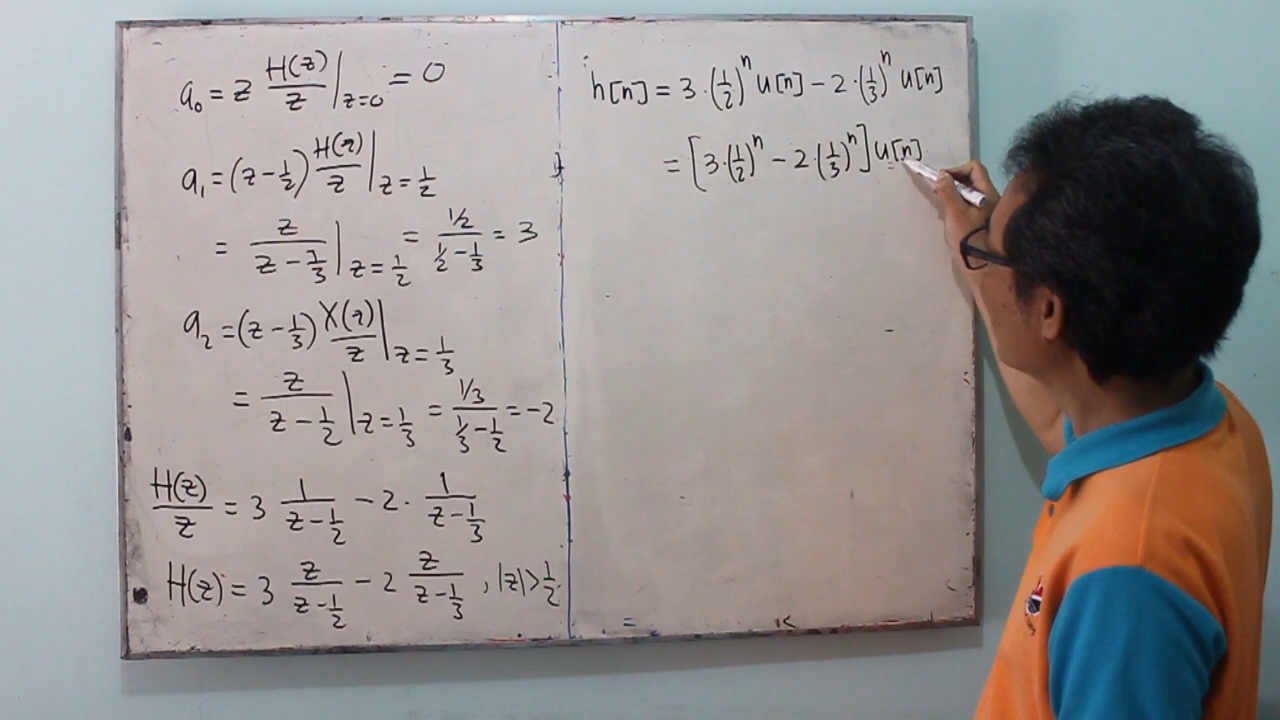 a₀ = z H(z)/z |z=0 = 0
a₁ = (z - 1/2) H(z)/z |z = 1/2
= z/(z - 1/3) |z = 1/2 = (1/2)/(1/2 - 1/3) = 3
a₂ = (z - 1/3) X(z)/z |z = 1/3
= z/(z - 1/2) |z = 1/3 = (1/3)/(1/3 - 1/2) = -2
H(z)/z = 3 1/(z - 1/2) - 2 · 1/(z - 1/3)
H(z) = 3 z/(z - 1/2) - 2 z/(z - 1/3) , |z| > 1/2
h[n] = 3 · (1/2)ⁿ u[n] - 2 · (1/3)ⁿ u[n]
= [3 · (1/2)ⁿ - 2 · (1/3)ⁿ] u[n]